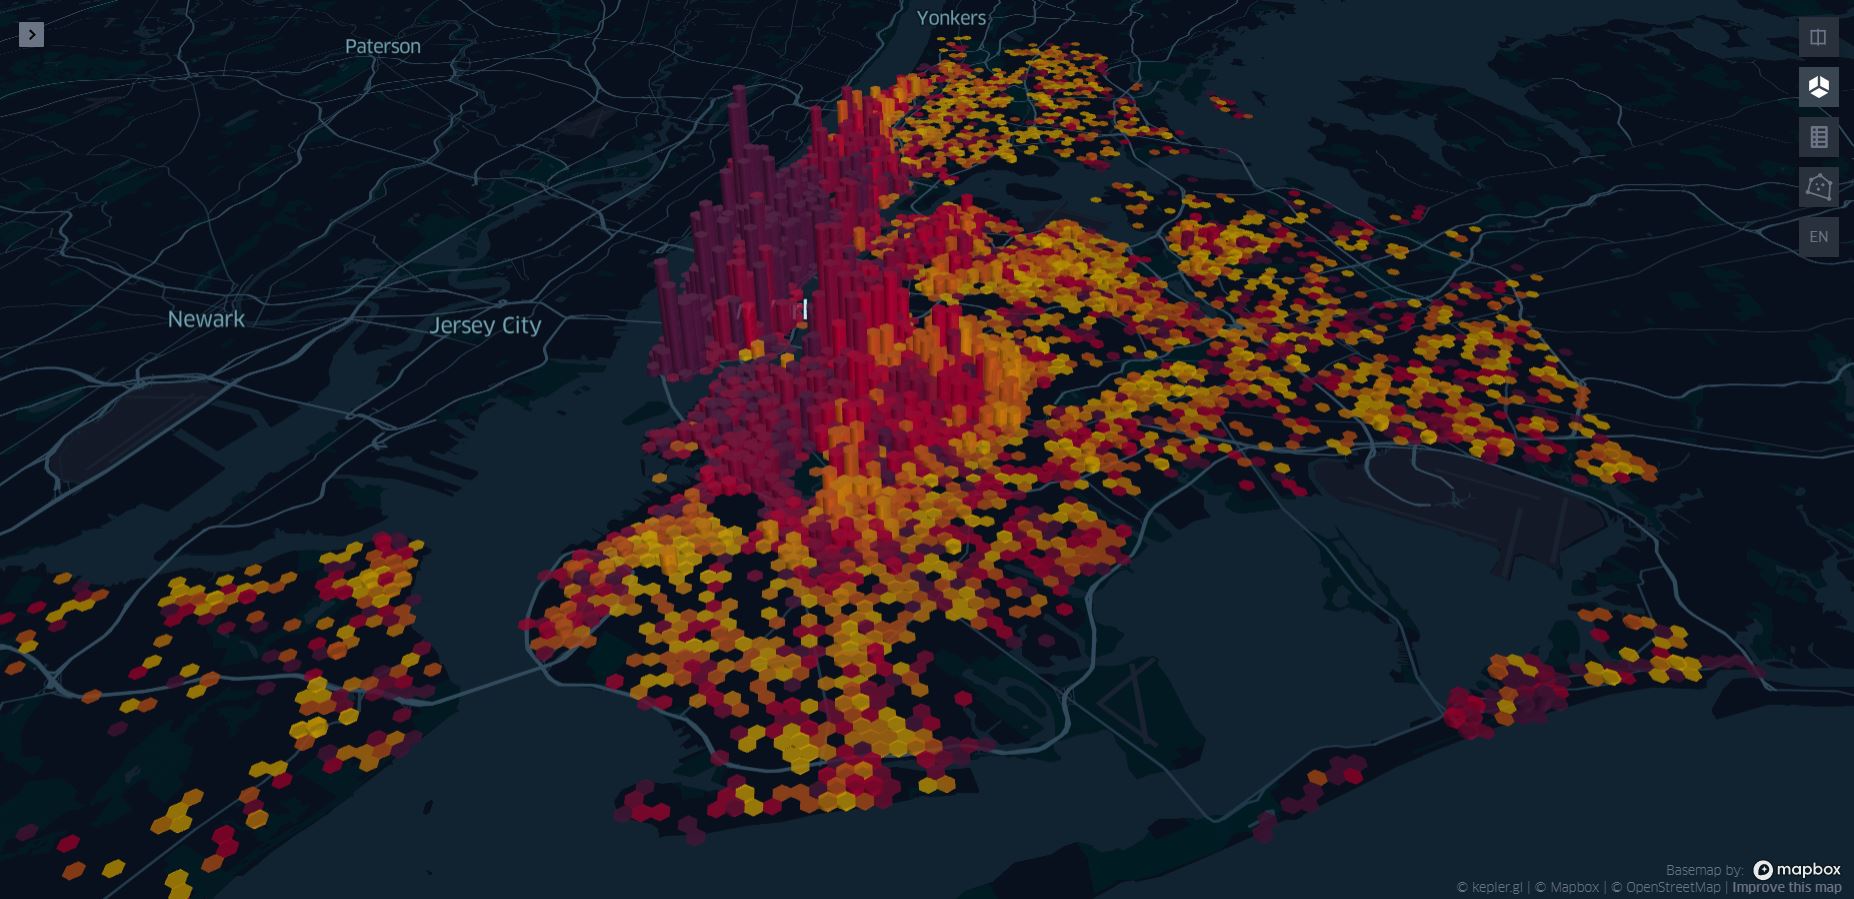 Yonkers
Paterson
EN
Newark
Jersey City
Basemap by: mapbox
© kepler.gl | © Mapbox | © OpenStreetMap | Improve this map